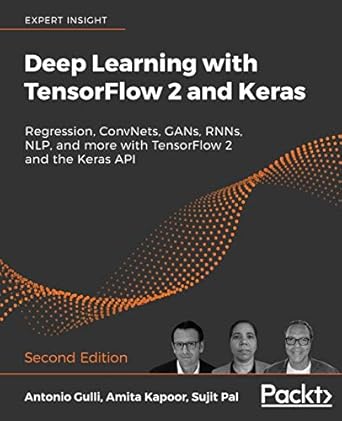 EXPERT INSIGHT
Deep Learning with
TensorFlow 2 and Keras
Regression, ConvNets, GANs, RNNs,
NLP, and more with TensorFlow 2
and the Keras API
Second Edition
Antonio Gulli, Amita Kapoor, Sujit Pal
Packt>